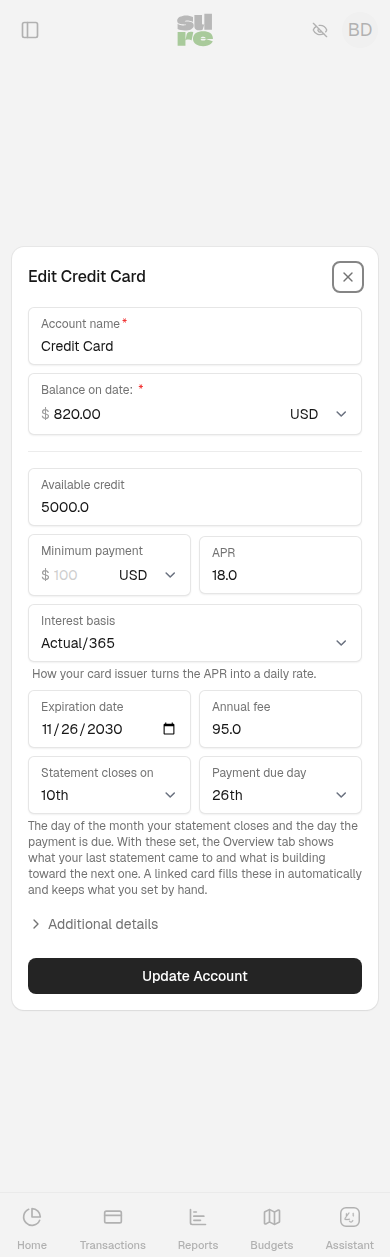 sure
BD
Edit Credit Card
Account name*
Credit Card
Balance on date: *
$ 820.00 USD
Available credit
5000.0
Minimum payment
$ 100 USD
APR
18.0
Interest basis
Actual/365
How your card issuer turns the APR into a daily rate.
Expiration date
11/26/2030
Annual fee
95.0
Statement closes on
10th
Payment due day
26th
The day of the month your statement closes and the day the
payment is due. With these set, the Overview tab shows
what your last statement came to and what is building
toward the next one. A linked card fills these in automatically
and keeps what you set by hand.
Additional details
Update Account
Home
Transactions
Reports
Budgets
Assistant